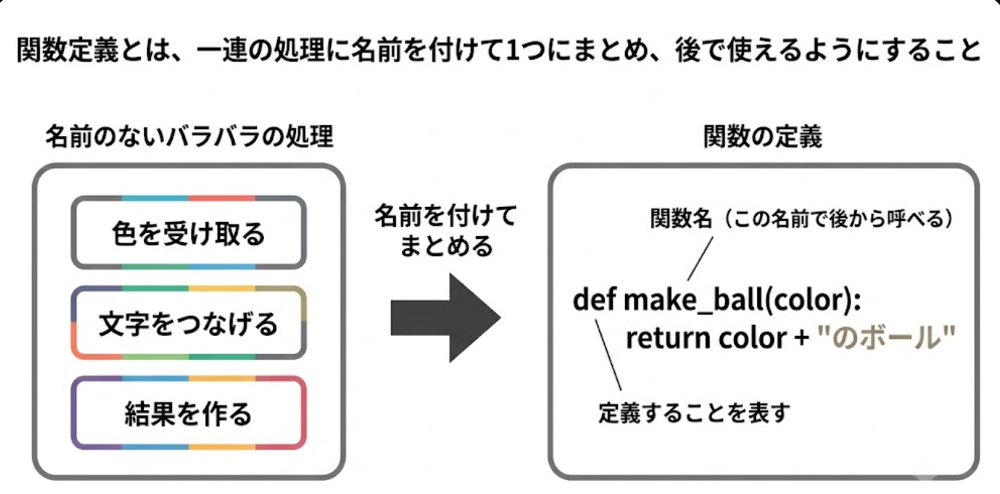 関数定義とは、一連の処理に名前を付けて1つにまとめ、後で使えるようにすること
名前のないバラバラの処理
色を受け取る
文字をつなげる
結果を作る
名前を付けて
まとめる
関数の定義
関数名（この名前で後から呼べる）
def make_ball(color):
return color + "のボール"
定義することを表す